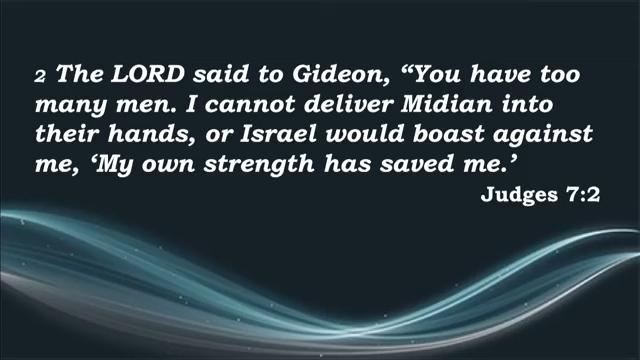 2 The LORD said to Gideon, “You have too
many men. I cannot deliver Midian into
their hands, or Israel would boast against
me, ‘My own strength has saved me.’
Judges 7:2